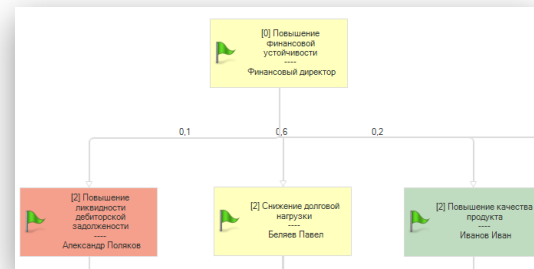 [0] Повышение
финансовой
устойчивости
----
Финансовый директор
0,1
0,6
0,2
[2] Повышение
ликвидности
дебиторской
задолжености
----
Александр Поляков
[2] Снижение долговой
нагрузки
----
Беляев Павел
[2] Повышение качества
продукта
----
Иванов Иван